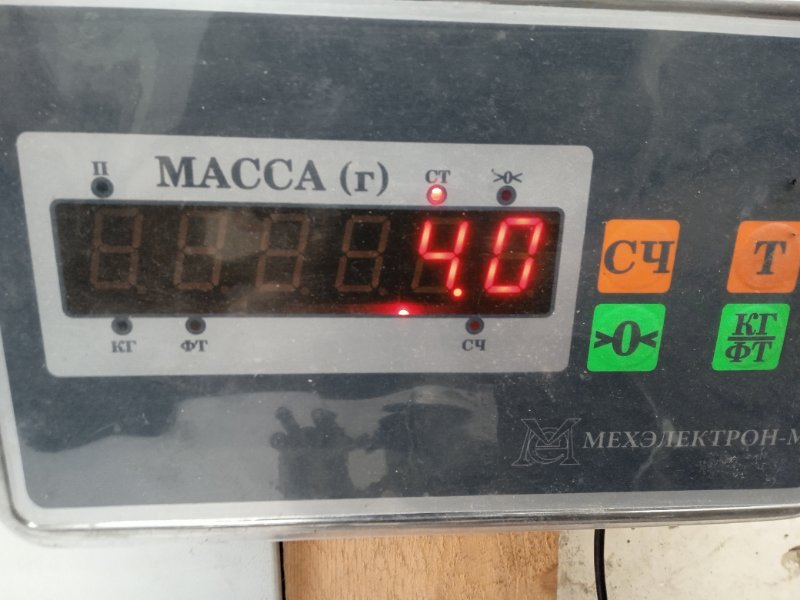 П МАССА (г) СТ >0<
4.0
КГ ФТ СЧ
СЧ Т
>0< КГ
ФТ
МЕХЭЛЕКТРОН-М